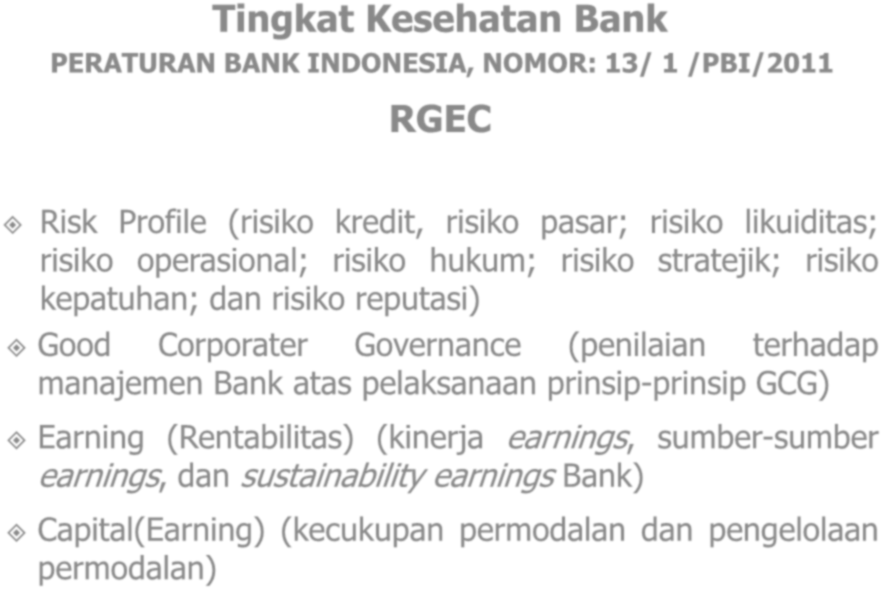 Tingkat Kesehatan Bank
PERATURAN BANK INDONESIA, NOMOR: 13/ 1 /PBI/2011
RGEC
Risk Profile (risiko kredit, risiko pasar; risiko likuiditas;
risiko operasional; risiko hukum; risiko stratejik; risiko
kepatuhan; dan risiko reputasi)
Good Corporater Governance (penilaian terhadap
manajemen Bank atas pelaksanaan prinsip-prinsip GCG)
Earning (Rentabilitas) (kinerja earnings, sumber-sumber
earnings, dan sustainability earnings Bank)
Capital(Earning) (kecukupan permodalan dan pengelolaan
permodalan)